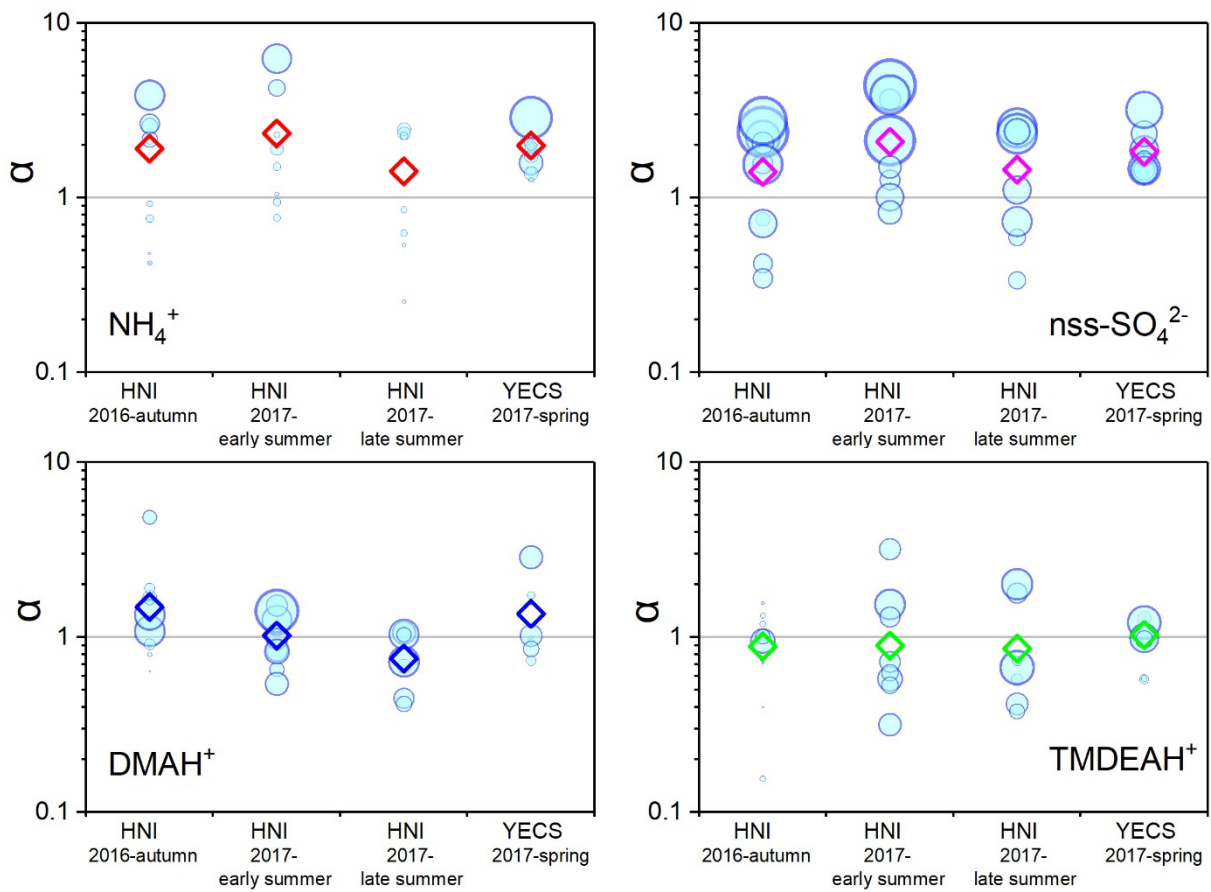 10
α
1
NH₄⁺
0.1
HNI HNI HNI YECS
2016-autumn 2017- 2017- 2017-spring
early summer late summer
10
α
1
nss-SO₄²⁻
0.1
HNI HNI HNI YECS
2016-autumn 2017- 2017- 2017-spring
early summer late summer
10
α
1
DMAH⁺
0.1
HNI HNI HNI YECS
2016-autumn 2017- 2017- 2017-spring
early summer late summer
10
α
1
TMDEAH⁺
0.1
HNI HNI HNI YECS
2016-autumn 2017- 2017- 2017-spring
early summer late summer